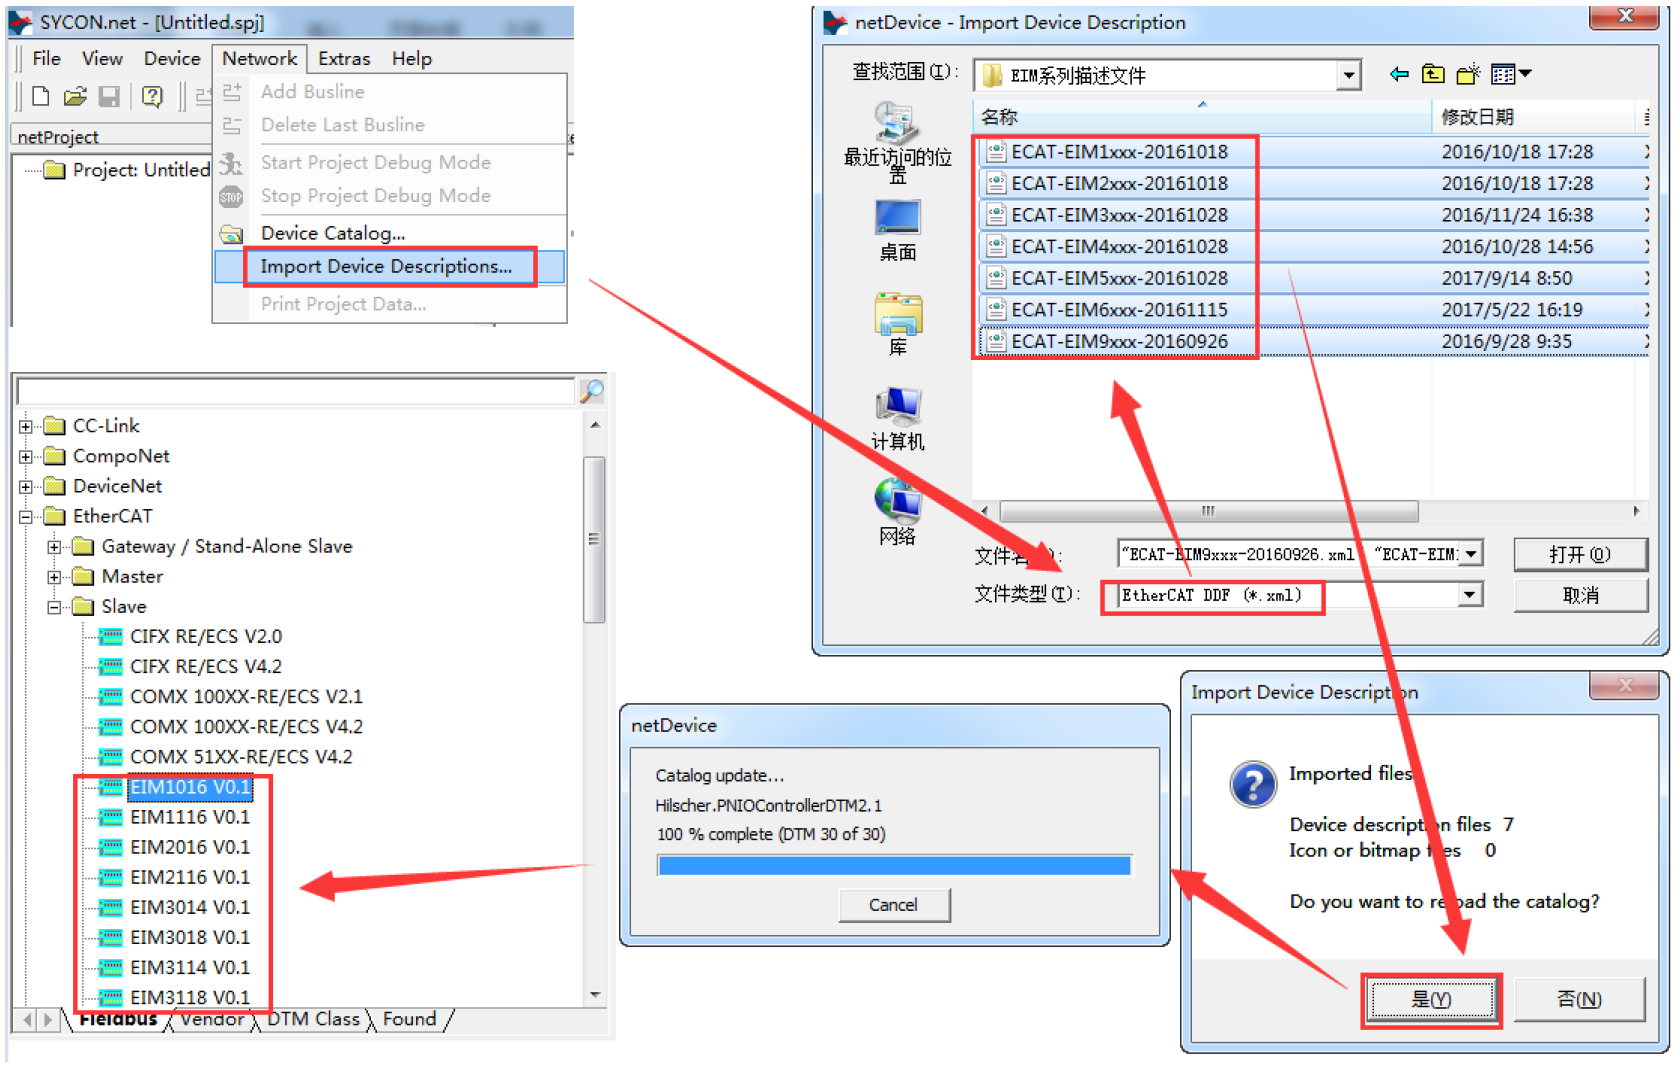 SYCON.net - [Untitled.spj]
File View Device Network Extras Help
netProject
Project: Untitled
Add Busline
Delete Last Busline
Start Project Debug Mode
STOP Stop Project Debug Mode
Device Catalog...
Import Device Descriptions...
Print Project Data...
netDevice - Import Device Description
查找范围(I):
EIM系列描述文件
最近访问的位置
桌面
库
计算机
网络
名称 修改日期
ECAT-EIM1xxx-20161018 2016/10/18 17:28
ECAT-EIM2xxx-20161018 2016/10/18 17:28
ECAT-EIM3xxx-20161028 2016/11/24 16:38
ECAT-EIM4xxx-20161028 2016/10/28 14:56
ECAT-EIM5xxx-20161028 2017/9/14 8:50
ECAT-EIM6xxx-20161115 2017/5/22 16:19
ECAT-EIM9xxx-20160926 2016/9/28 9:35
"ECAT-EIM9xxx-20160926.xml "ECAT-EIM
打开(O)
文件类型(T):
EtherCAT DDF (*.xml)
取消
CC-Link
CompoNet
DeviceNet
EtherCAT
Gateway / Stand-Alone Slave
Master
Slave
CIFX RE/ECS V2.0
CIFX RE/ECS V4.2
COMX 100XX-RE/ECS V2.1
COMX 100XX-RE/ECS V4.2
COMX 51XX-RE/ECS V4.2
EIM1016 V0.1
EIM1116 V0.1
EIM2016 V0.1
EIM2116 V0.1
EIM3014 V0.1
EIM3018 V0.1
EIM3114 V0.1
EIM3118 V0.1
Fieldbus Vendor DTM Class Found
netDevice
Catalog update...
Hilscher.PNIOControllerDTM2.1
100 % complete (DTM 30 of 30)
Cancel
Import Device Description
Imported files
Device description files 7
Icon or bitmap files 0
Do you want to reload the catalog?
是(Y)
否(N)